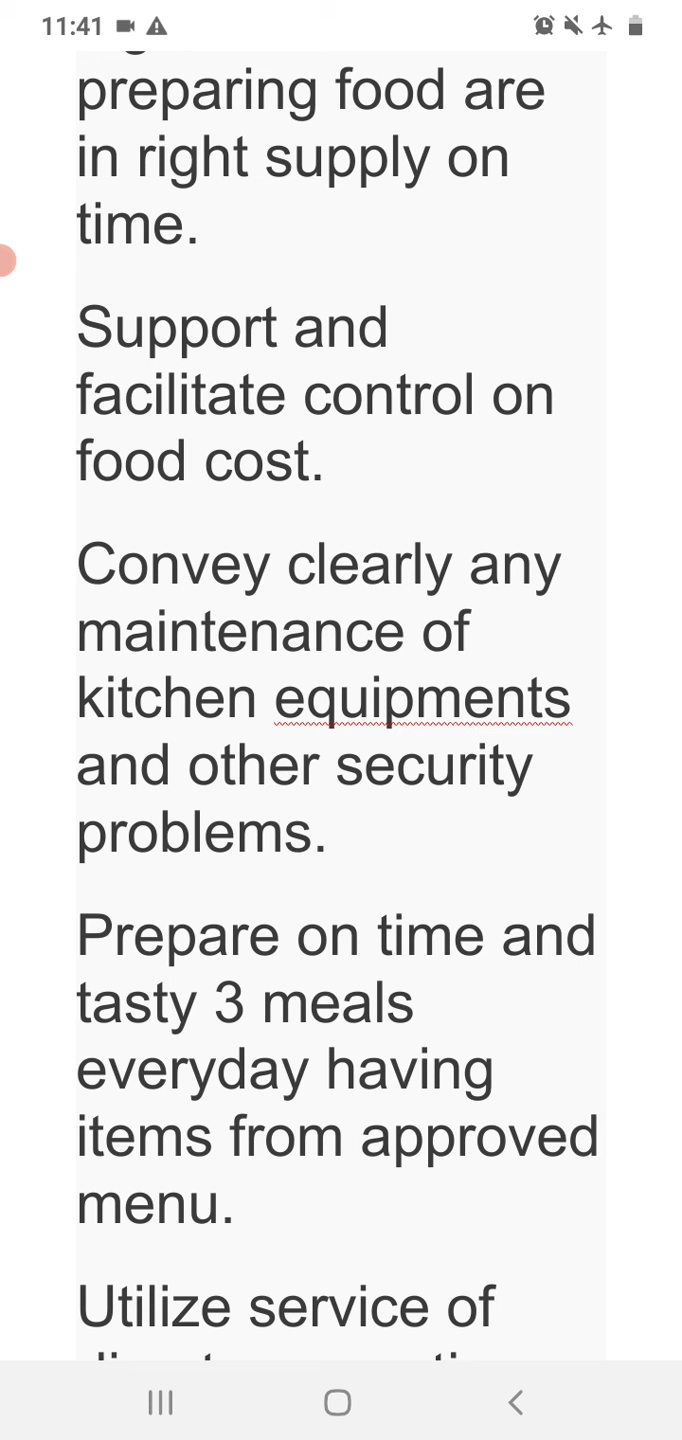 11:41
preparing food are
in right supply on
time.
Support and
facilitate control on
food cost.
Convey clearly any
maintenance of
kitchen equipments
and other security
problems.
Prepare on time and
tasty 3 meals
everyday having
items from approved
menu.
Utilize service of